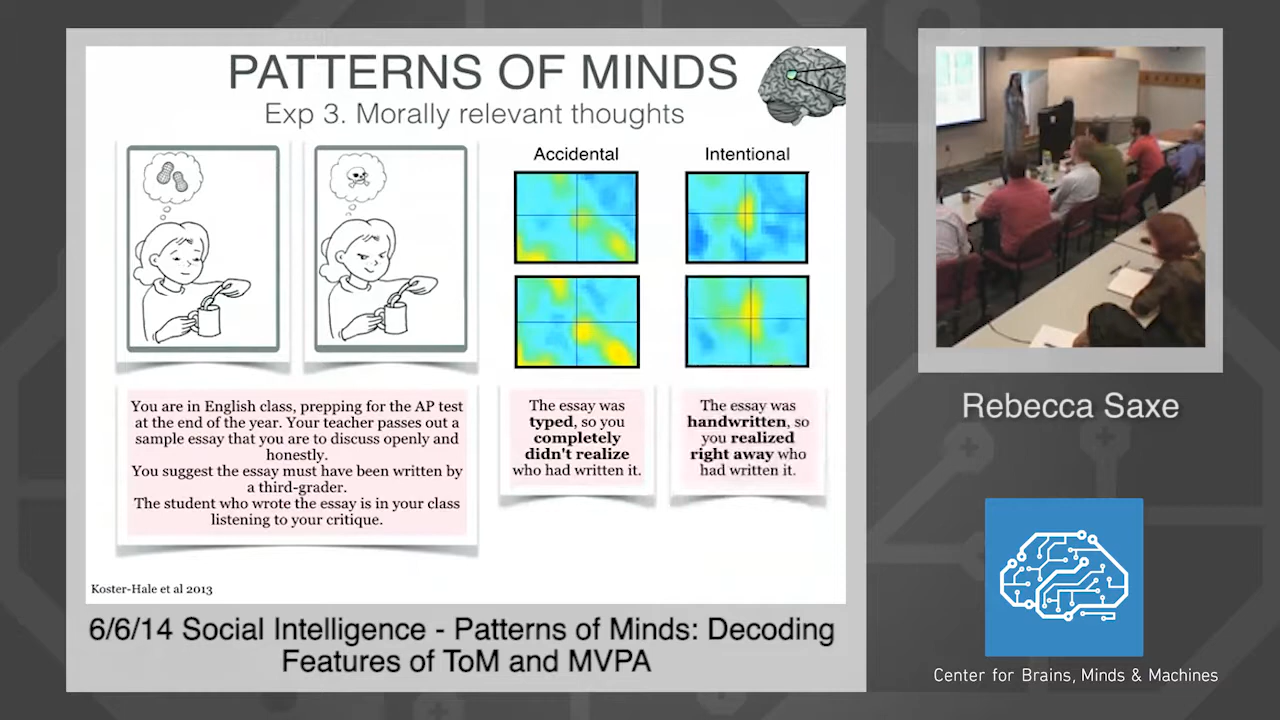 PATTERNS OF MINDS
Exp 3. Morally relevant thoughts
Accidental
Intentional
You are in English class, prepping for the AP test
at the end of the year. Your teacher passes out a
sample essay that you are to discuss openly and
honestly.
You suggest the essay must have been written by
a third-grader.
The student who wrote the essay is in your class
listening to your critique.
The essay was
typed, so you
completely
didn't realize
who had written it.
The essay was
handwritten, so
you realized
right away who
had written it.
Koster-Hale et al 2013
6/6/14 Social Intelligence - Patterns of Minds: Decoding
Features of ToM and MVPA
Rebecca Saxe
Center for Brains, Minds & Machines